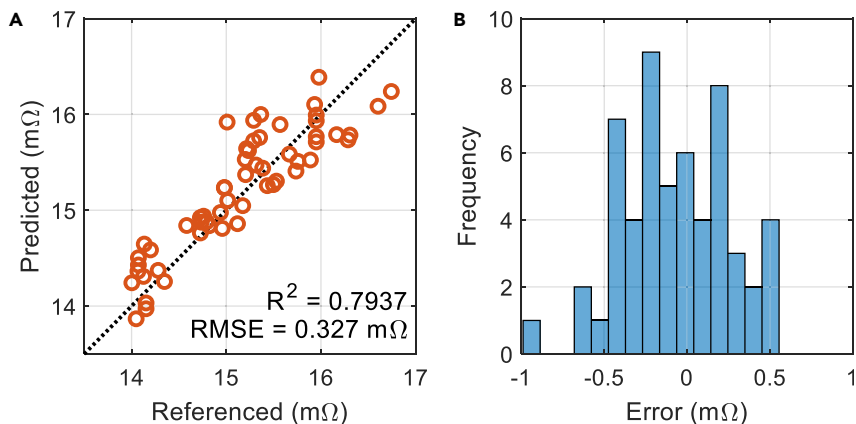 A
17
16
15
14
Predicted (mΩ)
R² = 0.7937
RMSE = 0.327 mΩ
14 15 16 17
Referenced (mΩ)
B
10
8
6
4
2
0
Frequency
-1 -0.5 0 0.5 1
Error (mΩ)